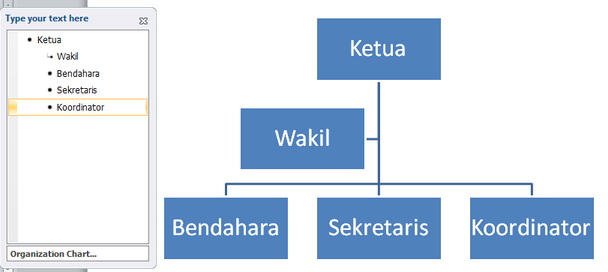 Type your text here
Ketua
Wakil
Bendahara
Sekretaris
Koordinator
Organization Chart...
Ketua
Wakil
Bendahara Sekretaris Koordinator